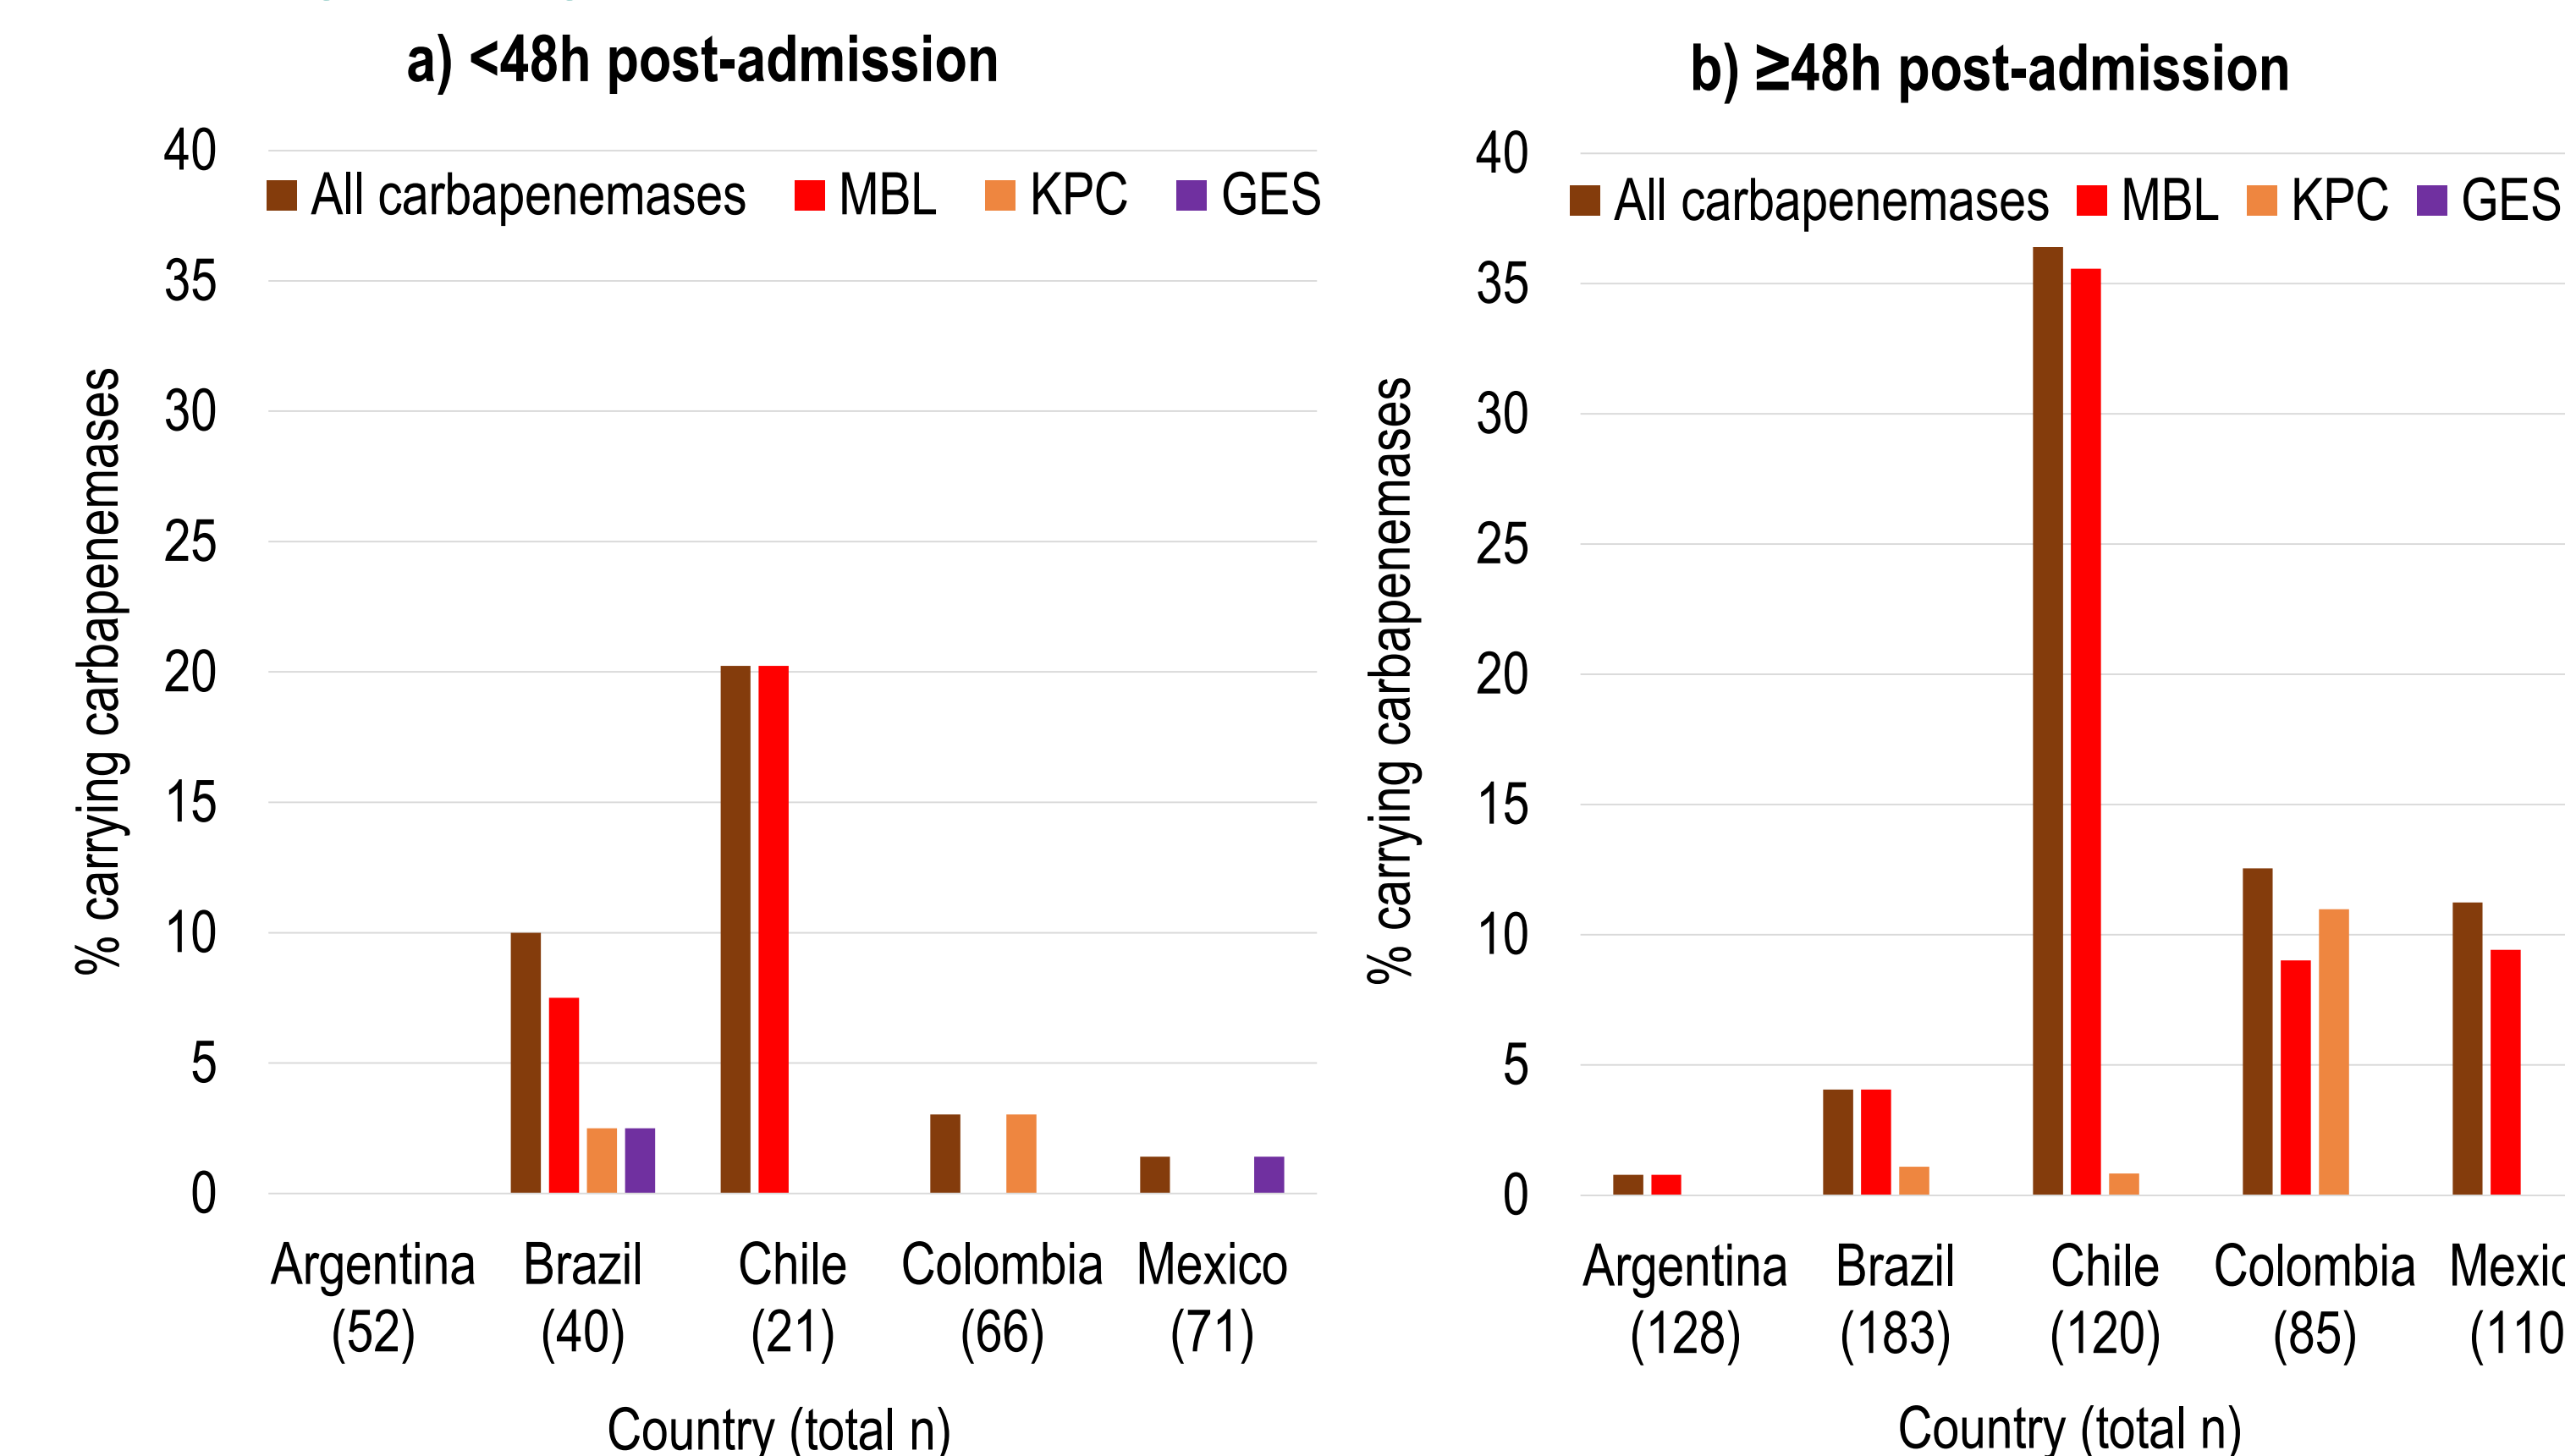 a) <48h post-admission
40
All carbapenemases MBL KPC GES
35
30
25
20
15
10
5
0
% carrying carbapenemases
Argentina Brazil Chile Colombia Mexico
(52) (40) (21) (66) (71)
Country (total n)
b) ≥48h post-admission
40
All carbapenemases MBL KPC GES
35
30
25
20
15
10
5
0
% carrying carbapenemases
Argentina Brazil Chile Colombia Mexic
(128) (183) (120) (85) (110
Country (total n)